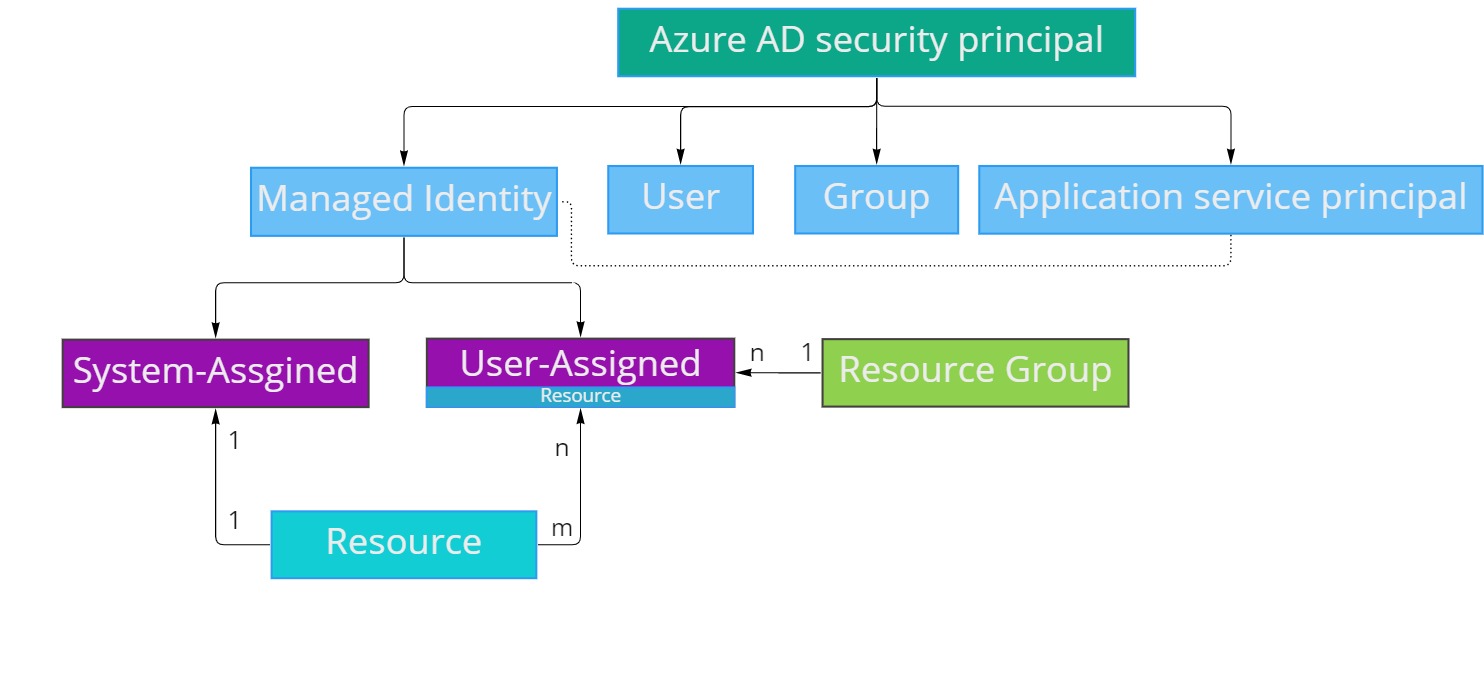 Azure AD security principal
Managed Identity
User
Group
Application service principal
System-Assgined
User-Assigned
Resource
n
1
Resource Group
1
n
1
m
Resource